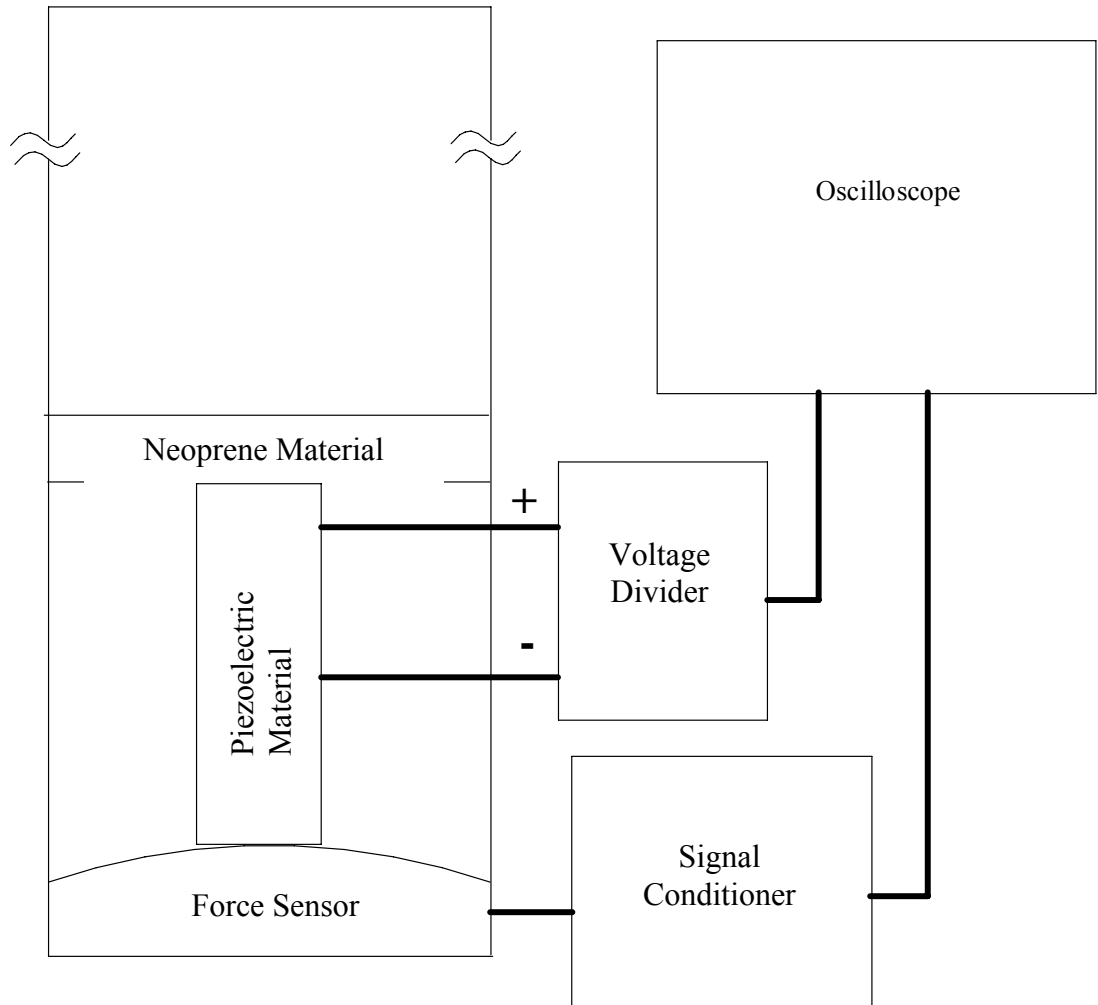 Oscilloscope
Neoprene Material
+
Voltage
Divider
-
Piezoelectric
Material
Signal
Conditioner
Force Sensor